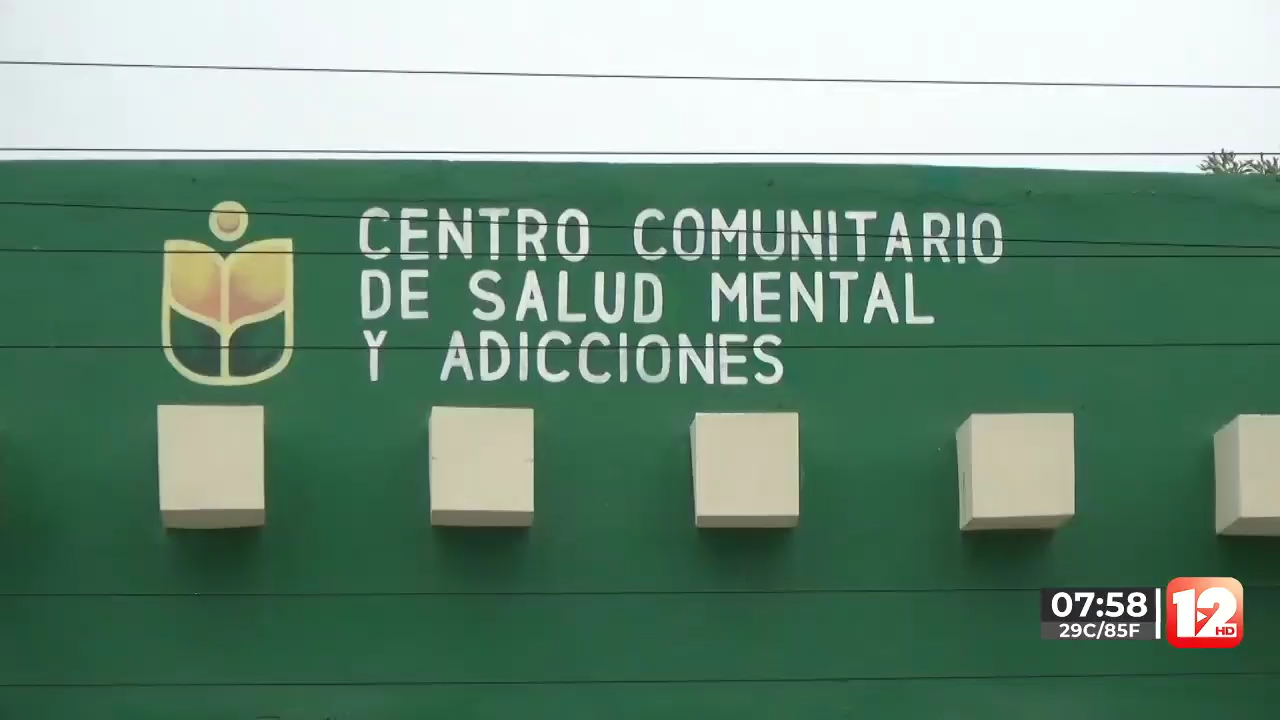 CENTRO COMUNITARIO
DE SALUD MENTAL
Y ADICCIONES
07:58
29C/85F
12
HD